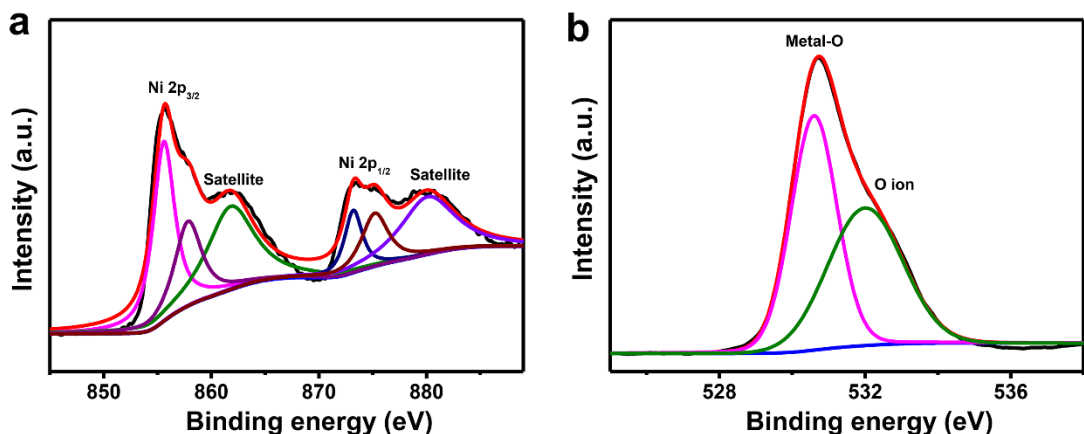 a
Ni 2p3/2
Satellite
Ni 2p1/2
Satellite
Intensity (a.u.)
850 860 870 880
Binding energy (eV)
b
Metal-O
O ion
Intensity (a.u.)
528 532 536
Binding energy (eV)